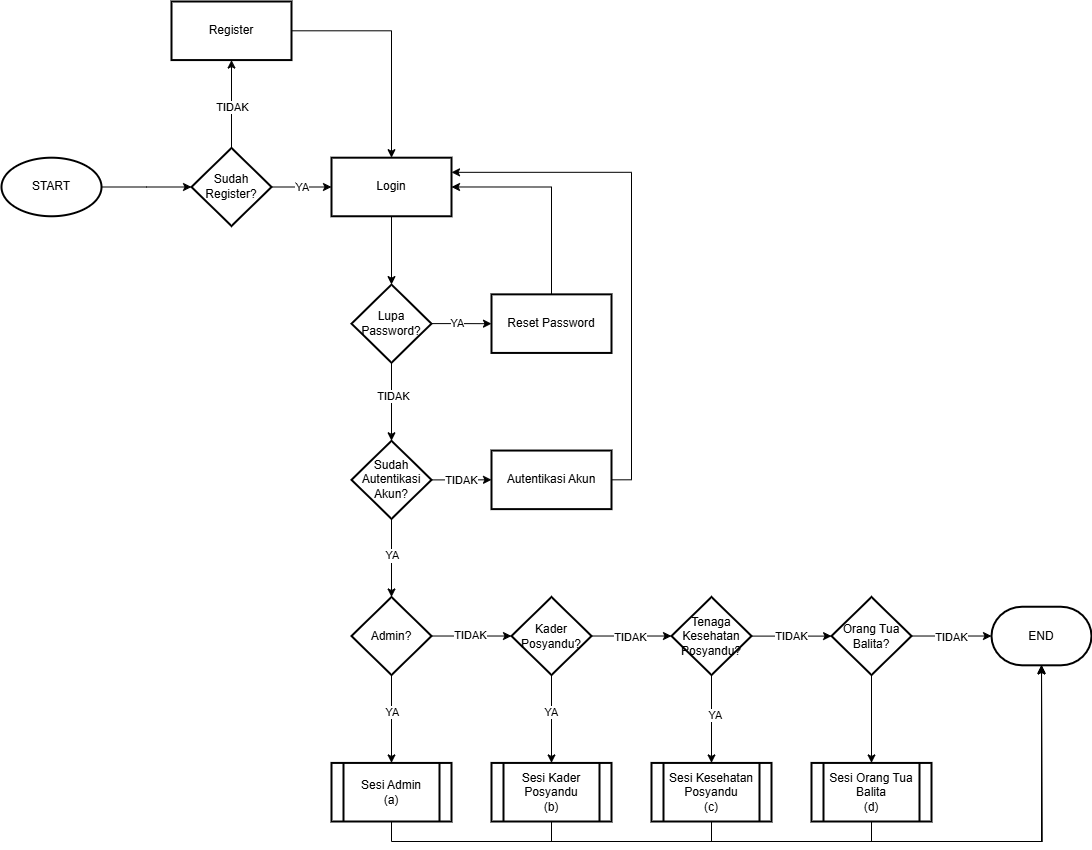 Register
TIDAK
START
Sudah
Register?
YA
Login
Lupa
Password?
YA
Reset Password
TIDAK
Sudah
Autentikasi
Akun?
TIDAK
Autentikasi Akun
YA
Admin?
TIDAK
Kader
Posyandu?
TIDAK
Tenaga
Kesehatan
Posyandu?
TIDAK
Orang Tua
Balita?
TIDAK
END
YA
YA
YA
Sesi Admin
(a)
Sesi Kader
Posyandu
(b)
Sesi Kesehatan
Posyandu
(c)
Sesi Orang Tua
Balita
(d)